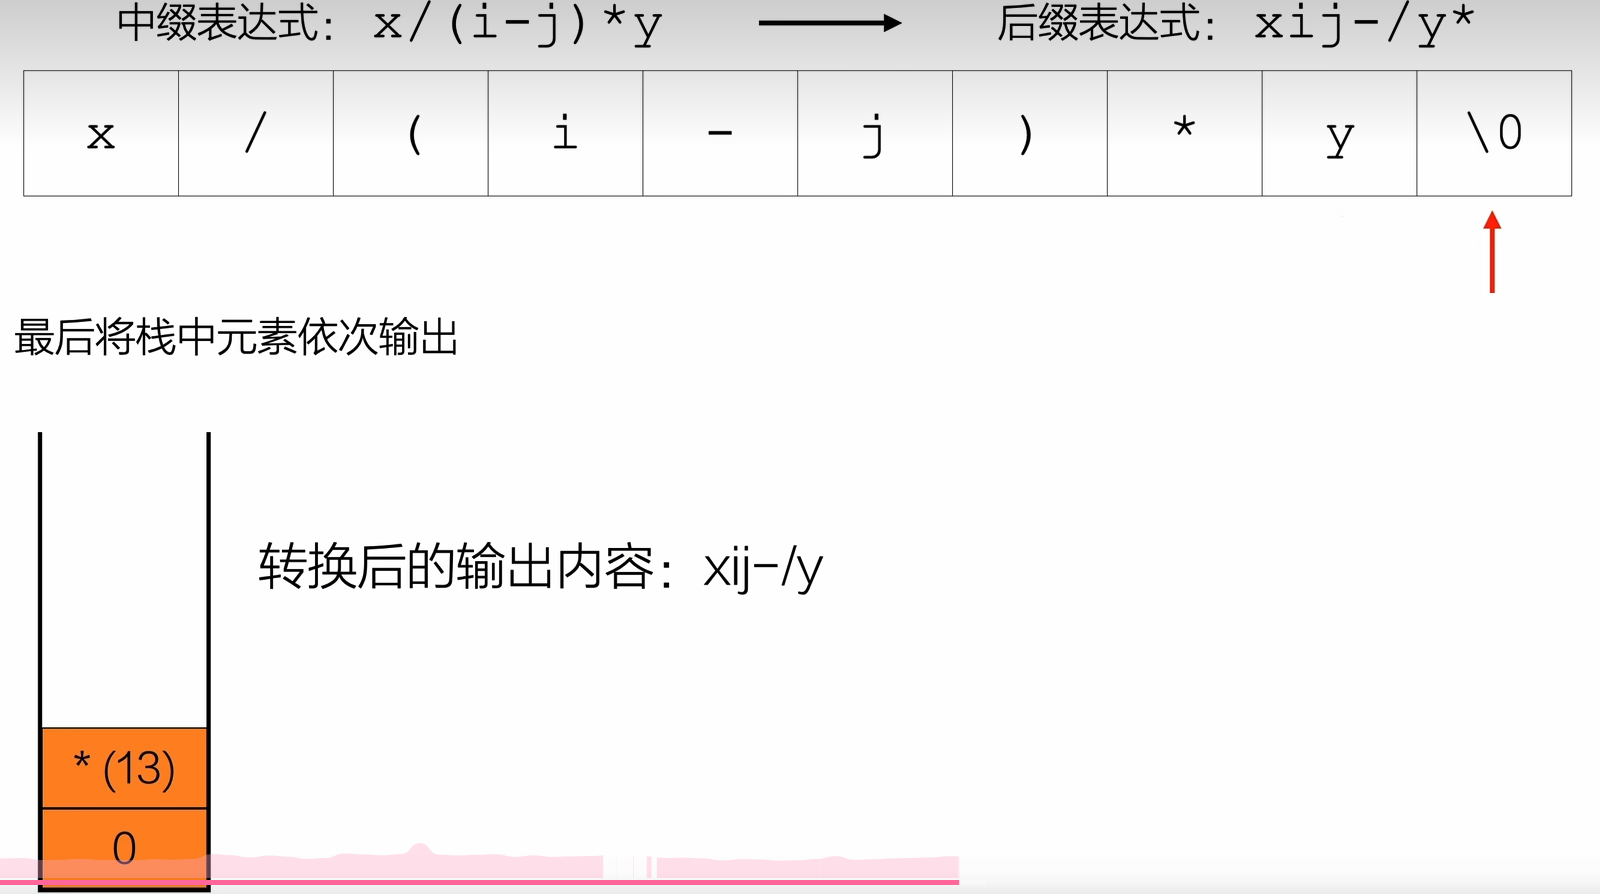 中缀表达式：x/(i-j)*y
后缀表达式：xij-/y*
x / ( i - j ) * y \0
最后将栈中元素依次输出
转换后的输出内容：xij-/y
*(13)
0